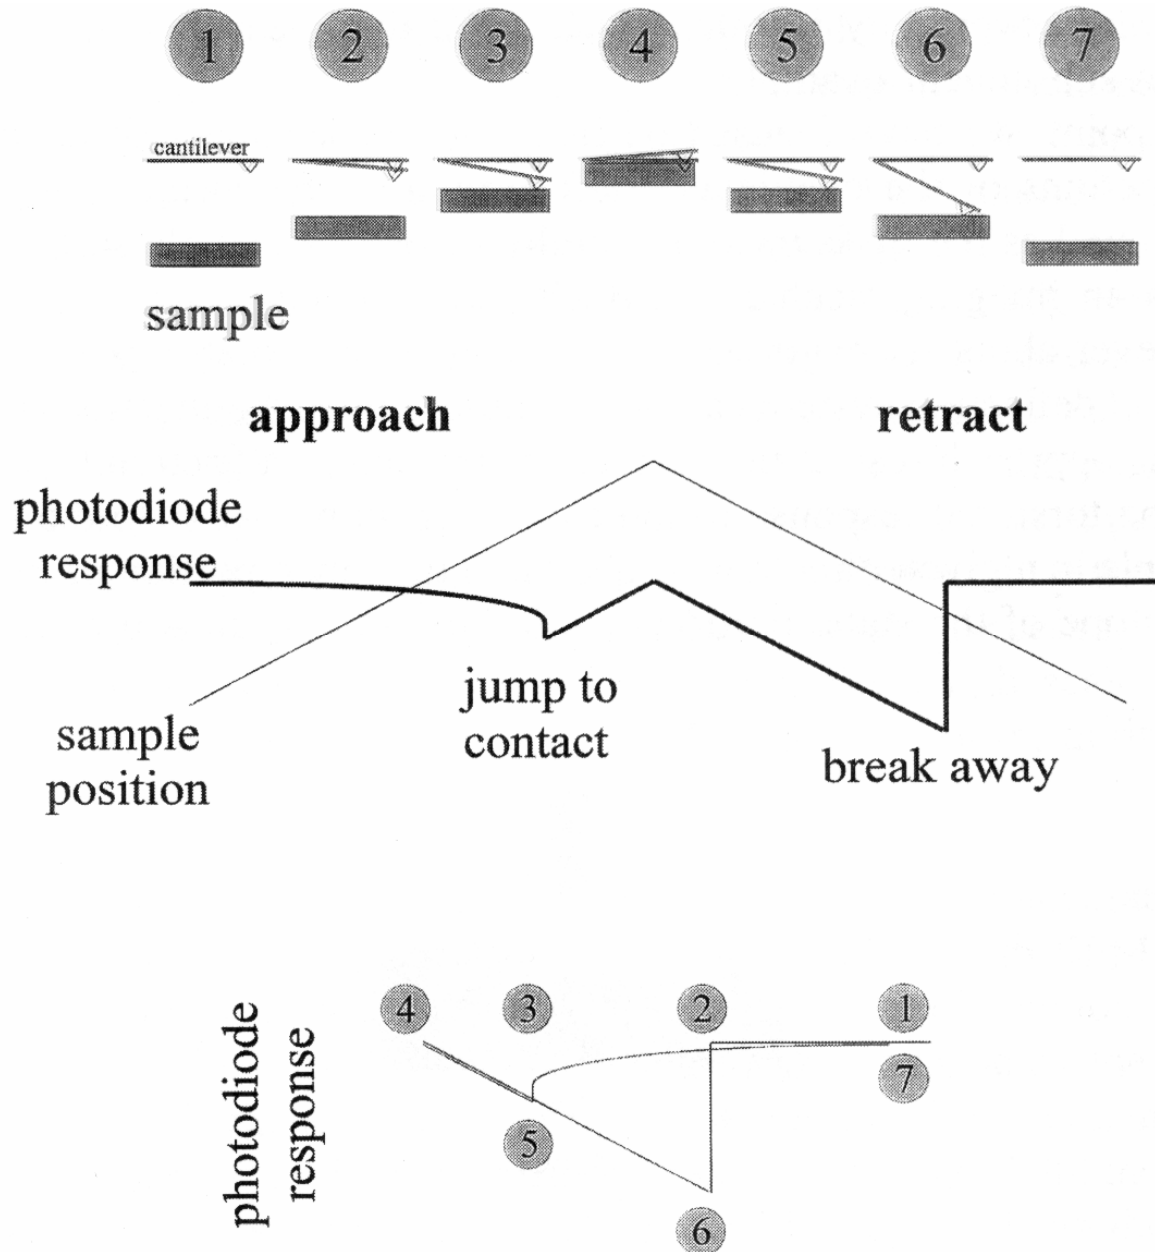 1 2 3 4 5 6 7
cantilever
sample
approach retract
photodiode
response
sample
position
jump to
contact
break away
photodiode
response
4 3 2 1
7
5
6